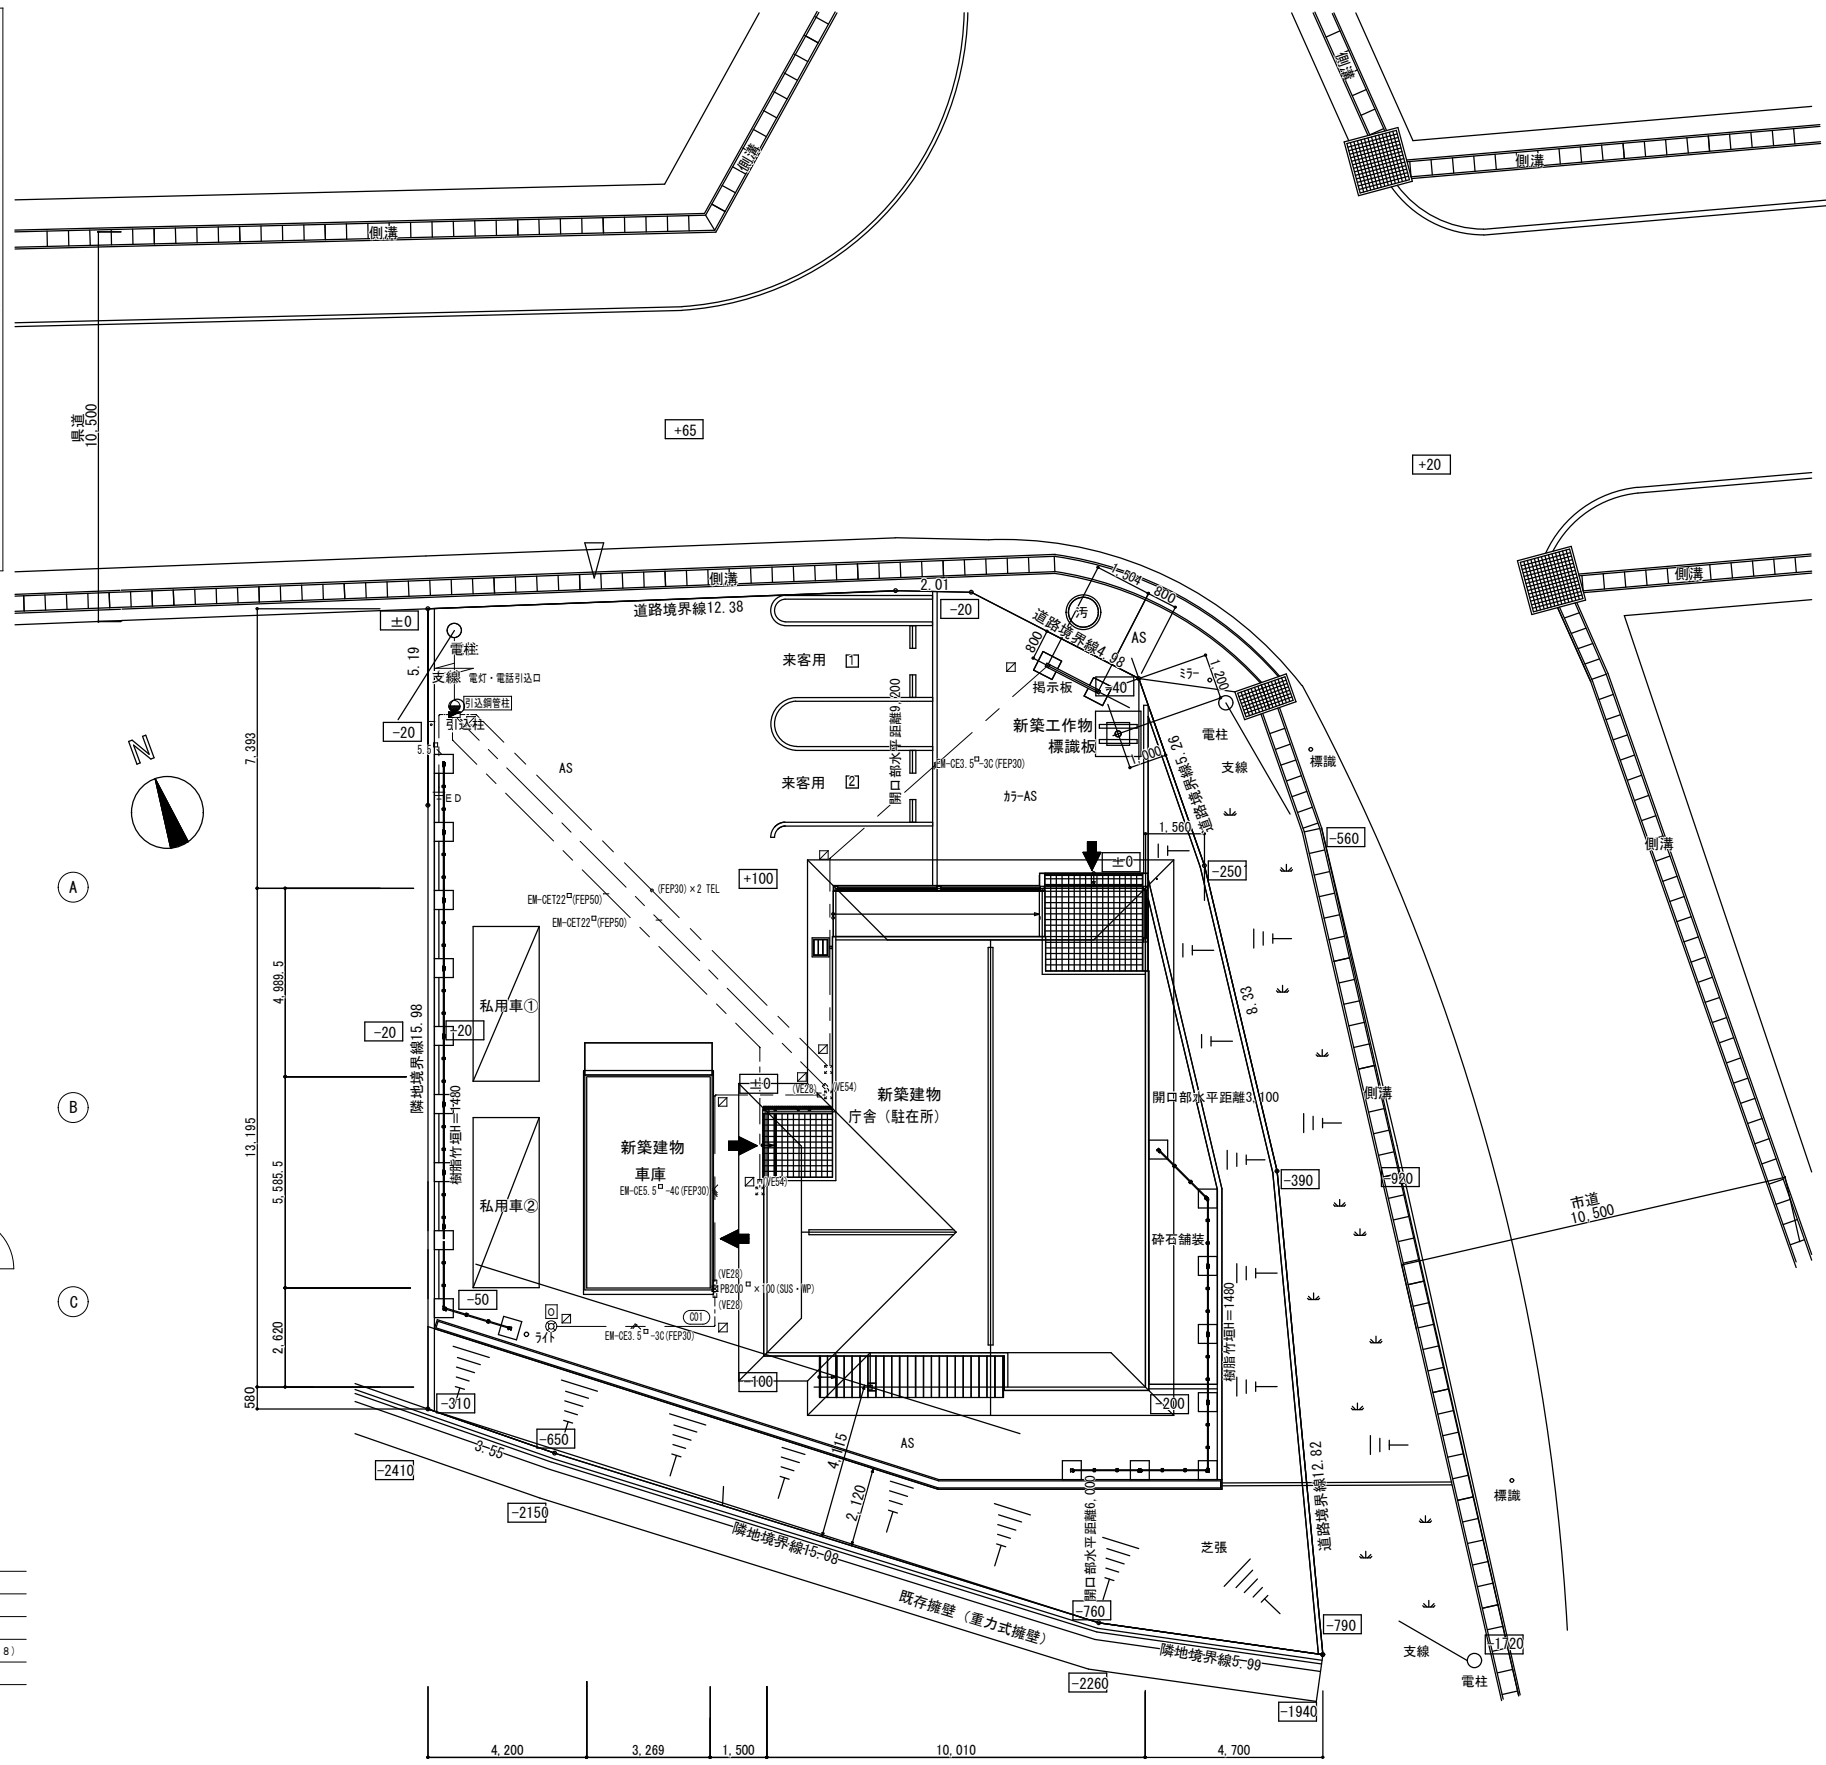 側溝
側溝
側溝
側溝
県道
10,500
+65
+20
側溝
側溝
2.01
道路境界線12.38
±0
-20
1,504
800
汚
道路境界線4.98
AS
800
電柱
5.19
支線
電灯・電話引込口
引込鋼管柱
引込柱
-20
5.5□
ED
来客用 1
来客用 2
開口部水平距離9,200
掲示板
-40
ミラー
1,200
新築工作物
標識板
1,000
電柱
支線
標識
道路境界線5.26
EM-CE3.5□-3C(FEP30)
カラーAS
AS
N
7,393
1,560
±0
-250
-560
側溝
A
+100
(FEP30)×2 TEL
EM-CET22□(FEP50)
EM-CET22□(FEP50)
4,989.5
私用車①
-20
-20
隣地境界線15.98
8.33
B
±0
(VE28)
(VE54)
新築建物
庁舎（駐在所）
開口部水平距離3,100
側溝
樹脂竹垣H=1480
13,195
新築建物
車庫
EM-CE5.5□-4C(FEP30)
(VE54)
5,585.5
私用車②
-390
-920
市道
10,500
砕石舗装
C
(VE28)
PB200□×100(SUS・WP)
(VE28)
CO1
-50
ライト
EM-CE3.5□-3C(FEP30)
樹脂竹垣H=1480
2,620
580
-100
-200
-310
-650
3.55
-2410
-2150
AS
4,115
2,120
道路境界線12.82
標識
隣地境界線15.08
開口部水平距離6,000
芝張
既存擁壁（重力式擁壁）
-760
-790
-1720
支線
電柱
隣地境界線5.99
8)
-2260
-1940
4,200
3,269
1,500
10,010
4,700